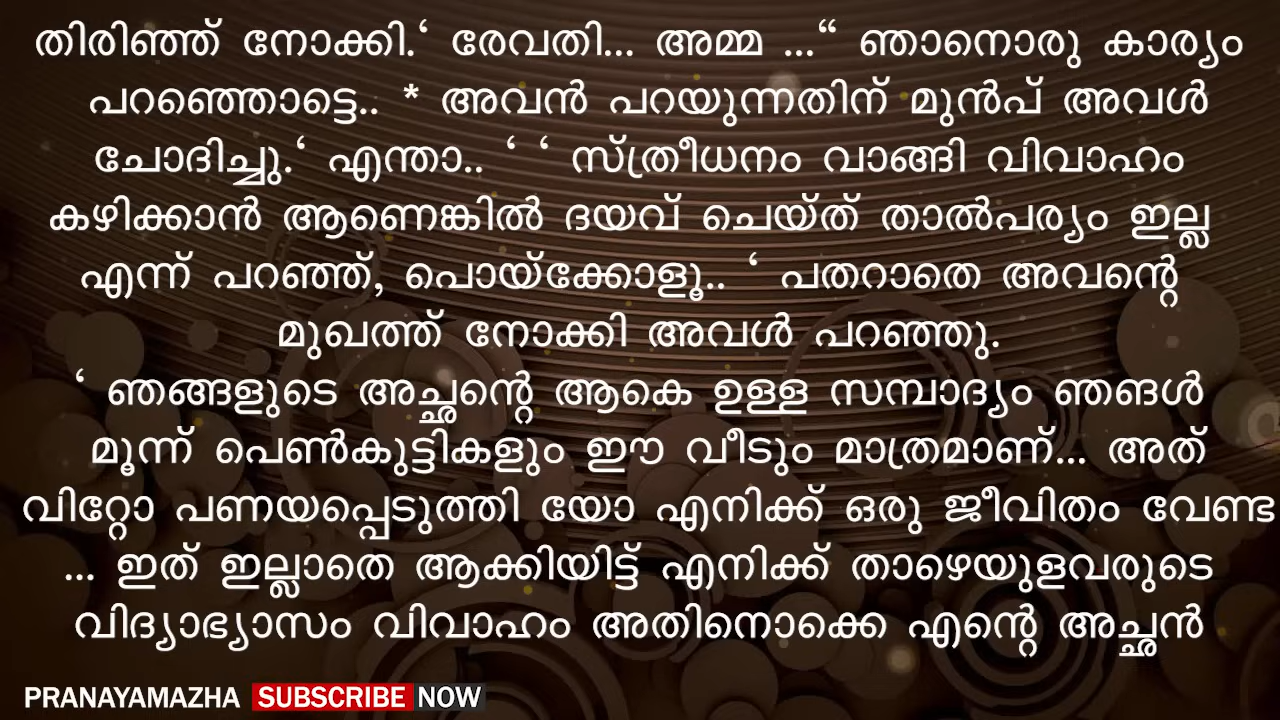 തിരിഞ്ഞ് നോക്കി.‘ രേവതി... അമ്മ ...“ ഞാനൊരു കാര്യം
പറഞ്ഞൊട്ടെ.. * അവൻ പറയുന്നതിന് മുൻപ് അവൾ
ചോദിച്ചു.‘ എന്താ.. ‘ ‘ സ്ത്രീധനം വാങ്ങി വിവാഹം
കഴിക്കാൻ ആണെങ്കിൽ ദയവ് ചെയ്ത് താൽപര്യം ഇല്ല
എന്ന് പറഞ്ഞ്, പൊയ്ക്കോളൂ.. ‘ പതറാതെ അവന്റെ
മുഖത്ത് നോക്കി അവൾ പറഞ്ഞു.
‘ ഞങ്ങളുടെ അച്ഛന്റെ ആകെ ഉള്ള സമ്പാദ്യം ഞങൾ
മൂന്ന് പെൺകുട്ടികളും ഈ വീടും മാത്രമാണ്... അത്
വിറ്റോ പണയപ്പെടുത്തി യോ എനിക്ക് ഒരു ജീവിതം വേണ്ട
... ഇത് ഇല്ലാതെ ആക്കിയിട്ട് എനിക്ക് താഴെയുളവരുടെ
വിദ്യാഭ്യാസം വിവാഹം അതിനൊക്കെ എന്റെ അച്ഛൻ
PRANAYAMAZHA SUBSCRIBE NOW